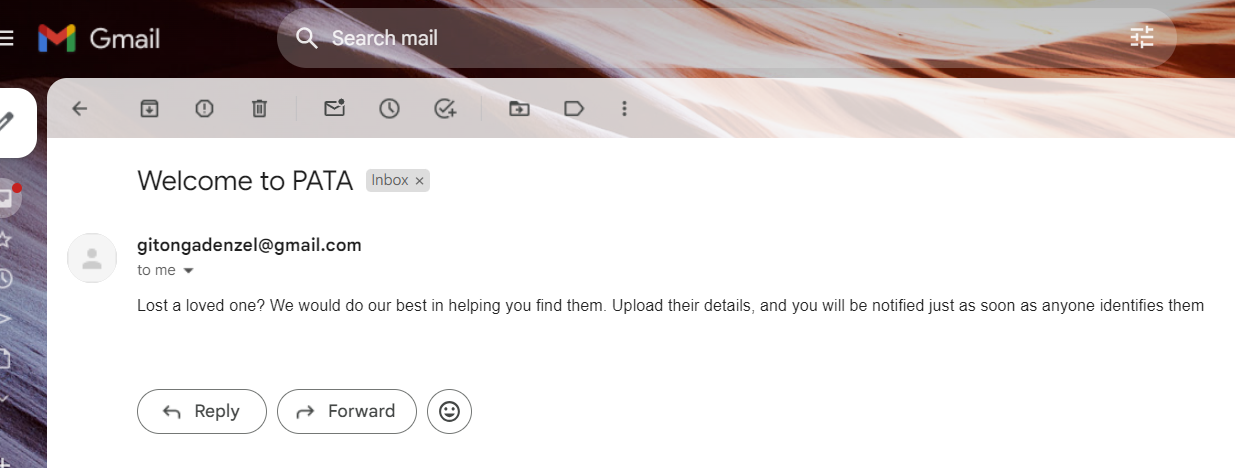 Gmail
Search mail
Welcome to PATA
Inbox ×
gitongadenzel@gmail.com
to me
Lost a loved one? We would do our best in helping you find them. Upload their details, and you will be notified just as soon as anyone identifies them
Reply
Forward